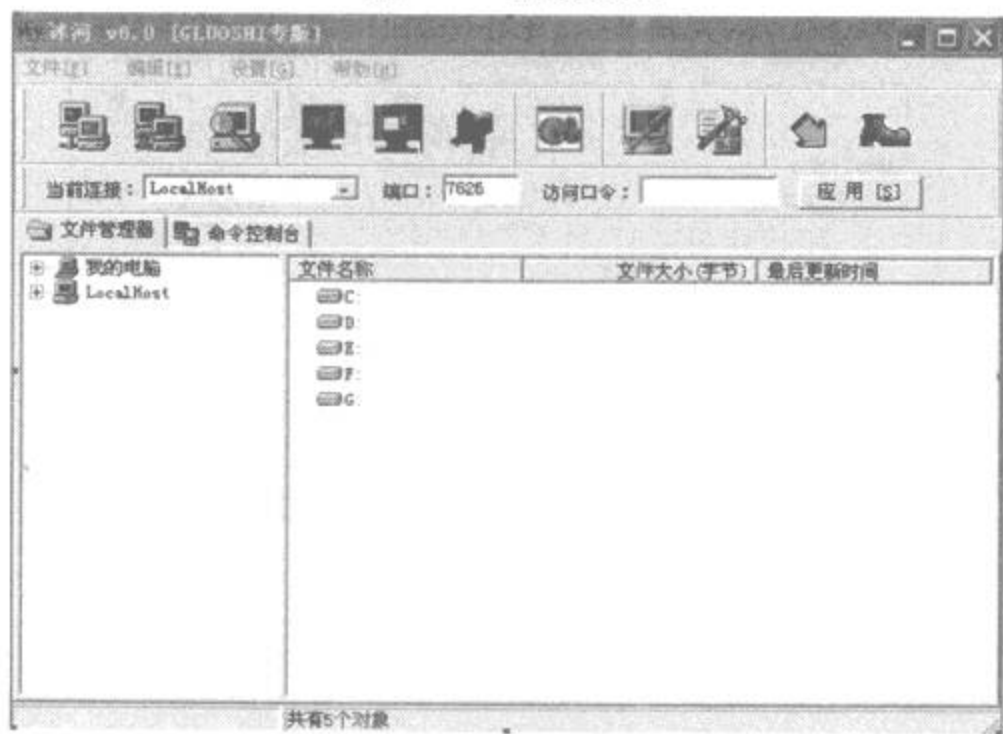 冰河 v6.0 [GLUOSHI专版]
文件[F] 编辑[E] 设置[G] 帮助[H]
当前连接： LocalHost 端口： 7626 访问口令： 应 用 [S]
文件管理器 命令控制台
我的电脑
LocalHost
文件名称 文件大小(字节) 最后更新时间
C:
D:
E:
F:
G:
共有5个对象